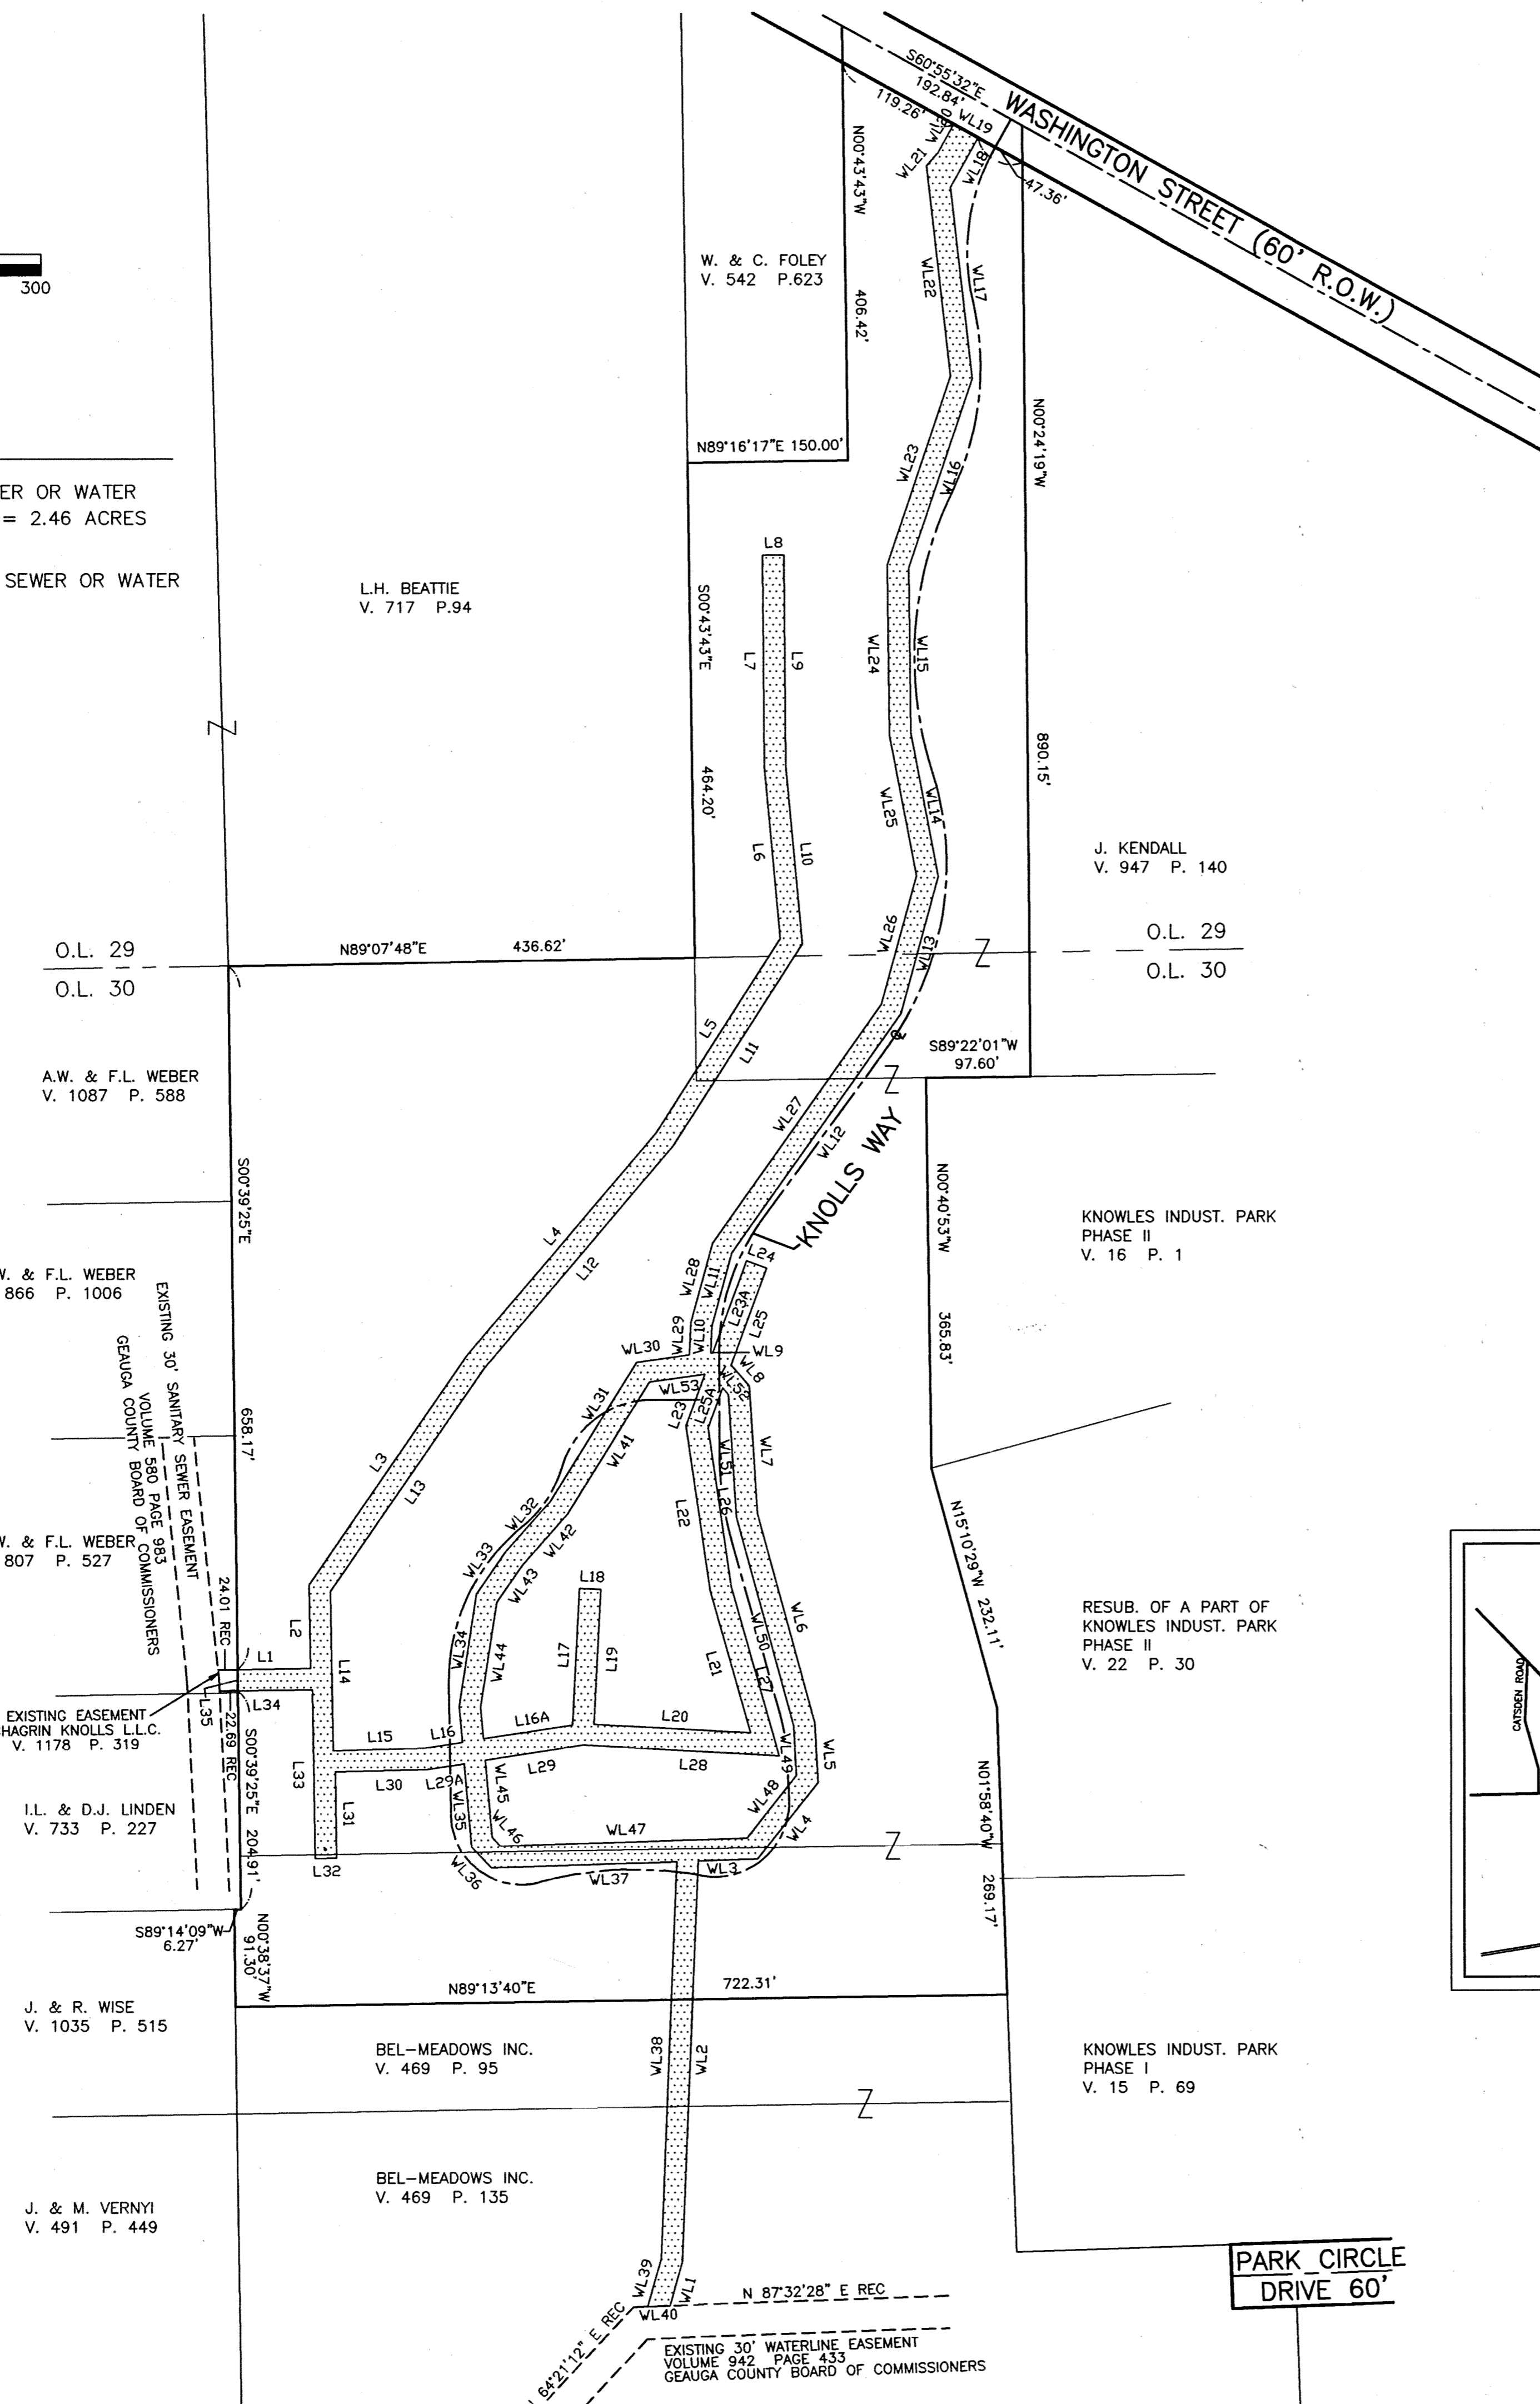 S60°55'32"E
192.84'
119.26'
WASHINGTON STREET (60' R.O.W.)
WL19
WL21
WL18
47.36'
N00°43'43"W
406.42'
W. & C. FOLEY
V. 542 P.623
300
WL22
WL17
N89°16'17"E 150.00'
N00°24'19"W
890.15'
WL23
WL16
ER OR WATER
= 2.46 ACRES
SEWER OR WATER
L.H. BEATTIE
V. 717 P.94
L8
S00°43'43"E
464.20'
L7
L9
WL24
WL15
L6
L10
WL25
WL14
J. KENDALL
V. 947 P. 140
O.L. 29
O.L. 30
N89°07'48"E 436.62'
WL26
WL13
O.L. 29
O.L. 30
L5
L11
S89°22'01"W
97.60'
A.W. & F.L. WEBER
V. 1087 P. 588
WL27
WL12
KNOLLS WAY
S00°39'25"E
658.17'
N00°40'53"W
365.83'
KNOWLES INDUST. PARK
PHASE II
V. 16 P. 1
L4
L12
W. & F.L. WEBER
866 P. 1006
EXISTING 30' SANITARY SEWER EASEMENT
VOLUME 580 PAGE 983
GEAUGA COUNTY BOARD OF COMMISSIONERS
WL28
WL11
L24
L23A
L25
WL29
WL10
WL9
WL30
WL8
WL52
WL53
L23
L25A
WL31
WL41
L3
L13
WL51
L26
WL7
L22
WL32
WL42
WL33
WL43
N15°10'29"W 232.11'
W. & F.L. WEBER
807 P. 527
24.01 REC
L18
L17
L19
WL6
WL50
L27
L21
RESUB. OF A PART OF
KNOWLES INDUST. PARK
PHASE II
V. 22 P. 30
CATSDEN ROAD
L2
L1
L14
WL34
WL44
L34
L35
22.69 REC
EXISTING EASEMENT
HAGRIN KNOLLS L.L.C.
V. 1178 P. 319
L15
L16
L16A
L20
L33
L30
L29A
L29
L28
WL49
WL5
WL45
WL35
WL48
WL4
L31
WL46
WL47
I.L. & D.J. LINDEN
V. 733 P. 227
S00°39'25"E 204.91'
L32
WL36
WL37
WL3
N01°58'40"W
269.17'
S89°14'09"W
6.27'
N00°38'37"W
91.30'
N89°13'40"E 722.31'
J. & R. WISE
V. 1035 P. 515
BEL-MEADOWS INC.
V. 469 P. 95
WL38
WL2
KNOWLES INDUST. PARK
PHASE I
V. 15 P. 69
BEL-MEADOWS INC.
V. 469 P. 135
J. & M. VERNYI
V. 491 P. 449
PARK CIRCLE
DRIVE 60'
WL39
WL1
WL40
N 87°32'28" E REC
64°21'12" E REC
EXISTING 30' WATERLINE EASEMENT
VOLUME 942 PAGE 433
GEAUGA COUNTY BOARD OF COMMISSIONERS